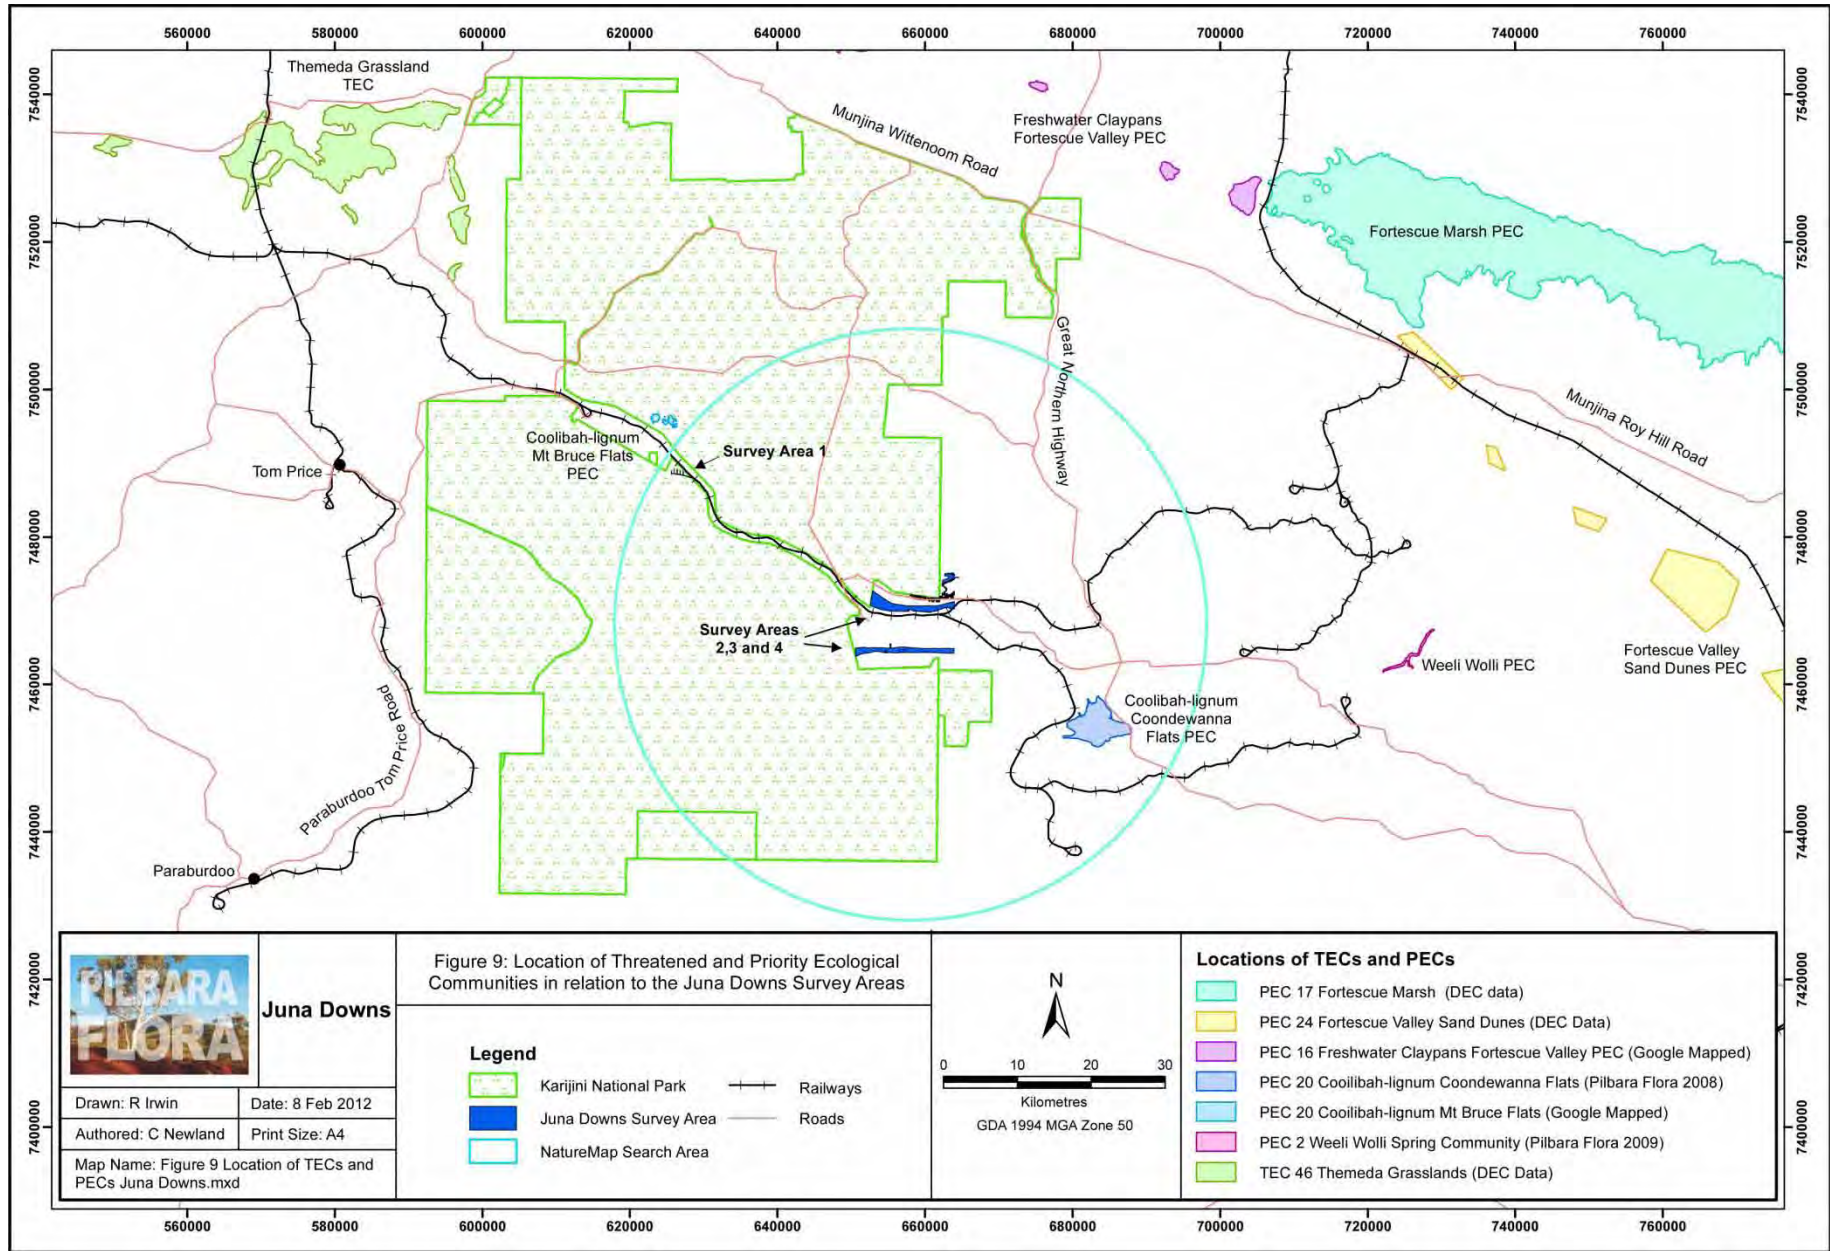 560000 580000 600000 620000 640000 660000 680000 700000 720000 740000 760000
7540000
7520000
7500000
7480000
7460000
7440000
7420000
7400000
7540000
7520000
7500000
7480000
7460000
7440000
7420000
7400000
Themeda Grassland
TEC
Munjina Wittenoom Road
Freshwater Claypans
Fortescue Valley PEC
Fortescue Marsh PEC
Great Northern Highway
Munjina Roy Hill Road
Coolibah-lignum
Mt Bruce Flats
PEC
Survey Area 1
Tom Price
Survey Areas
2,3 and 4
Weeli Wolli PEC
Fortescue Valley
Sand Dunes PEC
Coolibah-lignum
Coondewanna
Flats PEC
Paraburdoo Tom Price Road
Paraburdoo
PILBARA
FLORA
Juna Downs
Drawn: R Irwin
Date: 8 Feb 2012
Authored: C Newland
Print Size: A4
Map Name: Figure 9 Location of TECs and
PECs Juna Downs.mxd
Figure 9: Location of Threatened and Priority Ecological
Communities in relation to the Juna Downs Survey Areas
Legend
Karijini National Park
Juna Downs Survey Area
NatureMap Search Area
Railways
Roads
N
0 10 20 30
Kilometres
GDA 1994 MGA Zone 50
Locations of TECs and PECs
PEC 17 Fortescue Marsh (DEC data)
PEC 24 Fortescue Valley Sand Dunes (DEC Data)
PEC 16 Freshwater Claypans Fortescue Valley PEC (Google Mapped)
PEC 20 Cooilibah-lignum Coondewanna Flats (Pilbara Flora 2008)
PEC 20 Cooilibah-lignum Mt Bruce Flats (Google Mapped)
PEC 2 Weeli Wolli Spring Community (Pilbara Flora 2009)
TEC 46 Themeda Grasslands (DEC Data)
560000 580000 600000 620000 640000 660000 680000 700000 720000 740000 760000